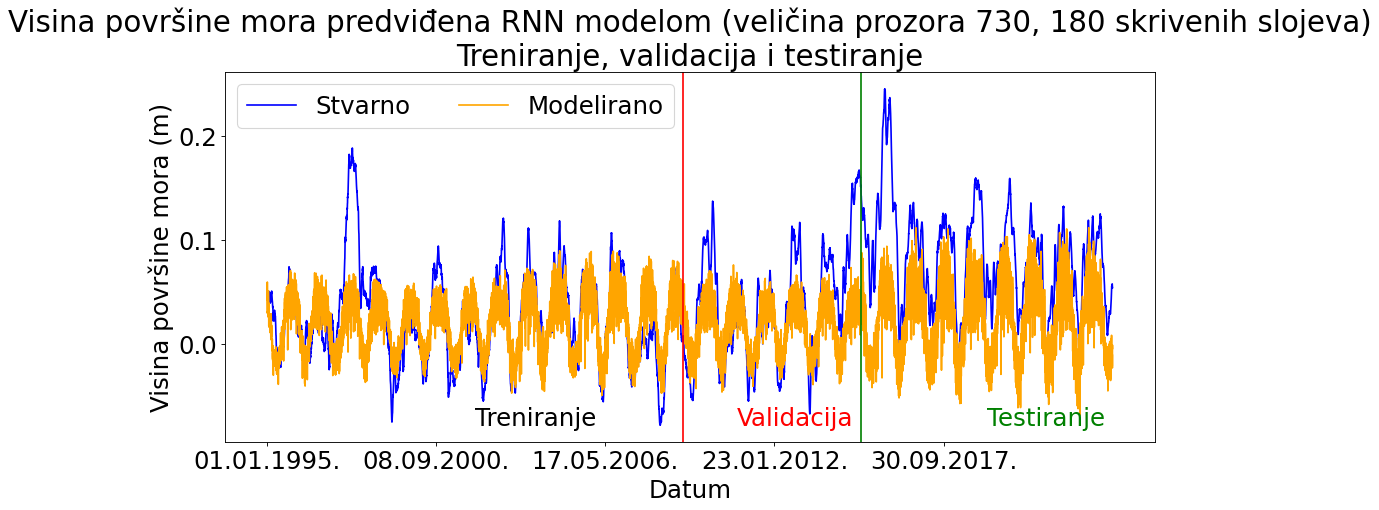 Visina površine mora predviđena RNN modelom (veličina prozora 730, 180 skrivenih slojeva)
Treniranje, validacija i testiranje
Stvarno
Modelirano
Visina površine mora (m)
0.2
0.1
0.0
Treniranje
Validacija
Testiranje
01.01.1995.
08.09.2000.
17.05.2006.
23.01.2012.
30.09.2017.
Datum